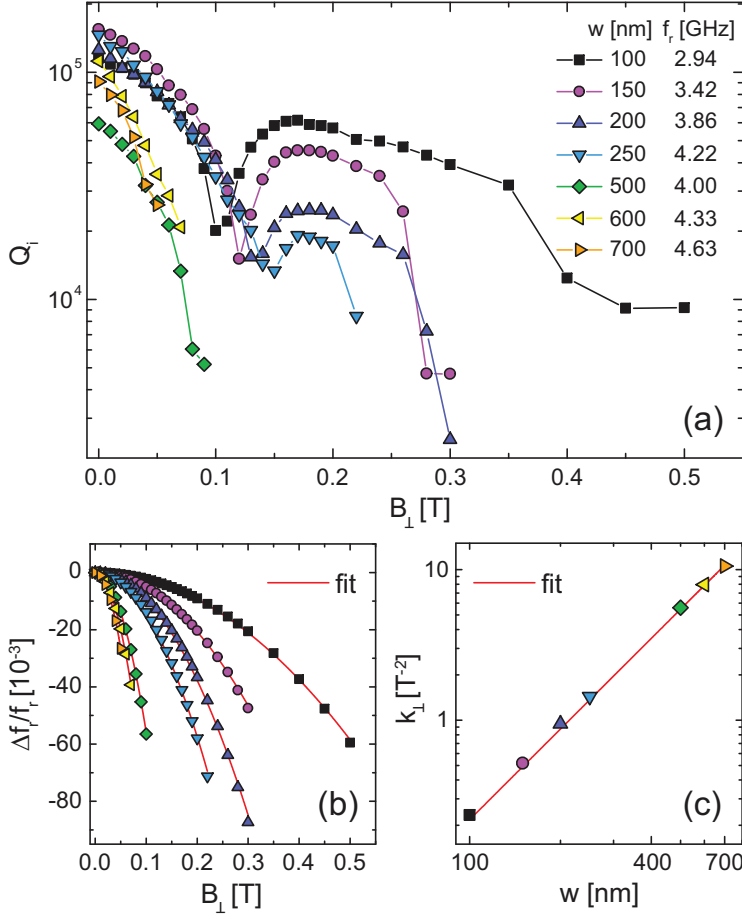 w [nm] f_r [GHz]
100 2.94
150 3.42
200 3.86
250 4.22
500 4.00
600 4.33
700 4.63
10^5
10^4
Q_i
(a)
0.0 0.1 0.2 0.3 0.4 0.5
B_⊥ [T]
0
-20
-40
-60
-80
Δf_r/f_r [10^-3]
fit
(b)
0.0 0.1 0.2 0.3 0.4 0.5
B_⊥ [T]
10
1
k_⊥ [T^-2]
fit
(c)
100 400 700
w [nm]